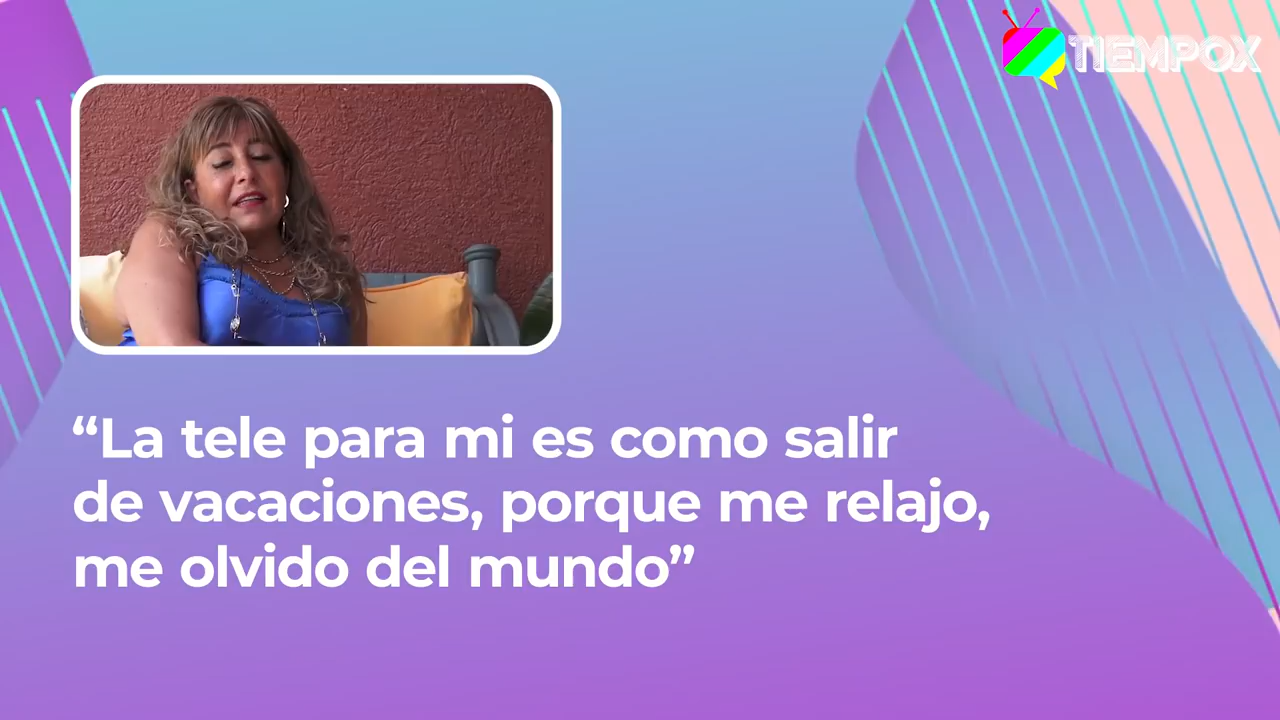 TIEMPOX
“La tele para mi es como salir
de vacaciones, porque me relajo,
me olvido del mundo”